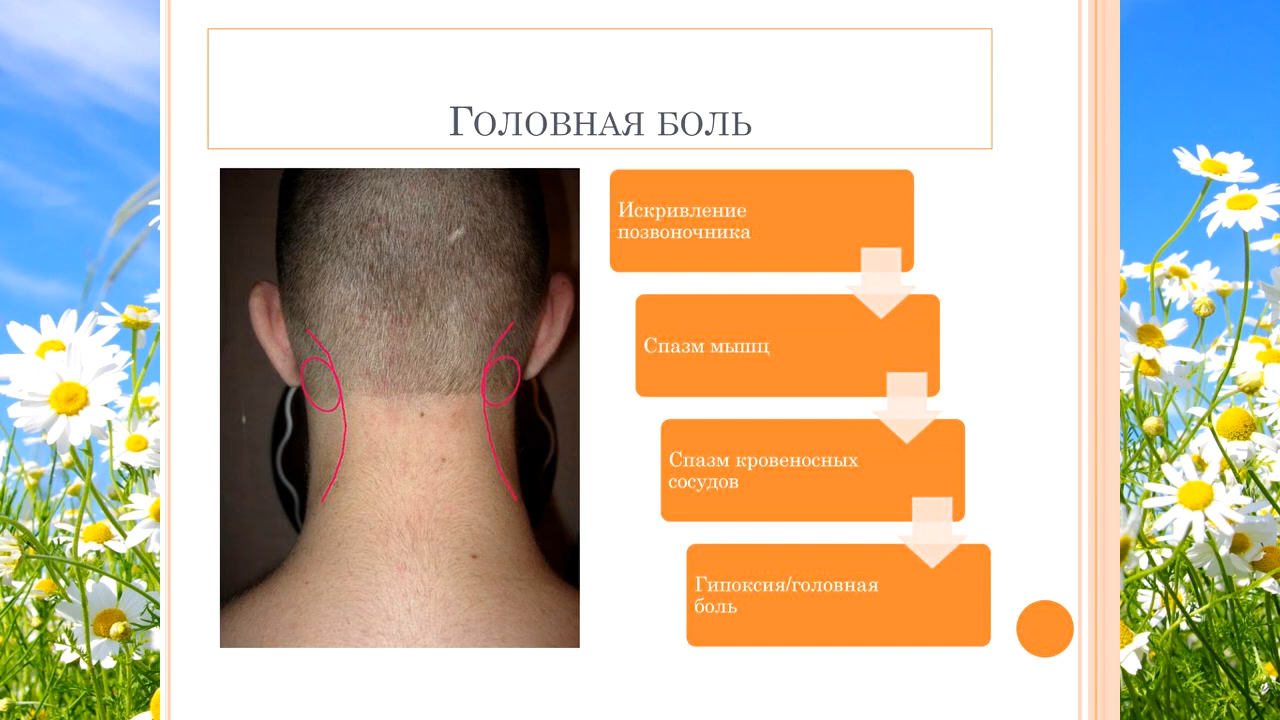 Головная боль
Искривление
позвоночника
Спазм мышц
Спазм кровеносных
сосудов
Гипоксия/головная
боль